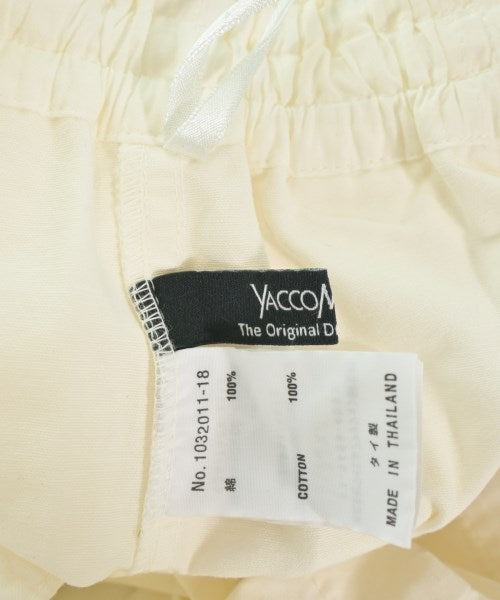 YACCOM
The Original D
No. 1032011-18
綿 100%
COTTON 100%
タイ製
MADE IN THAILAND